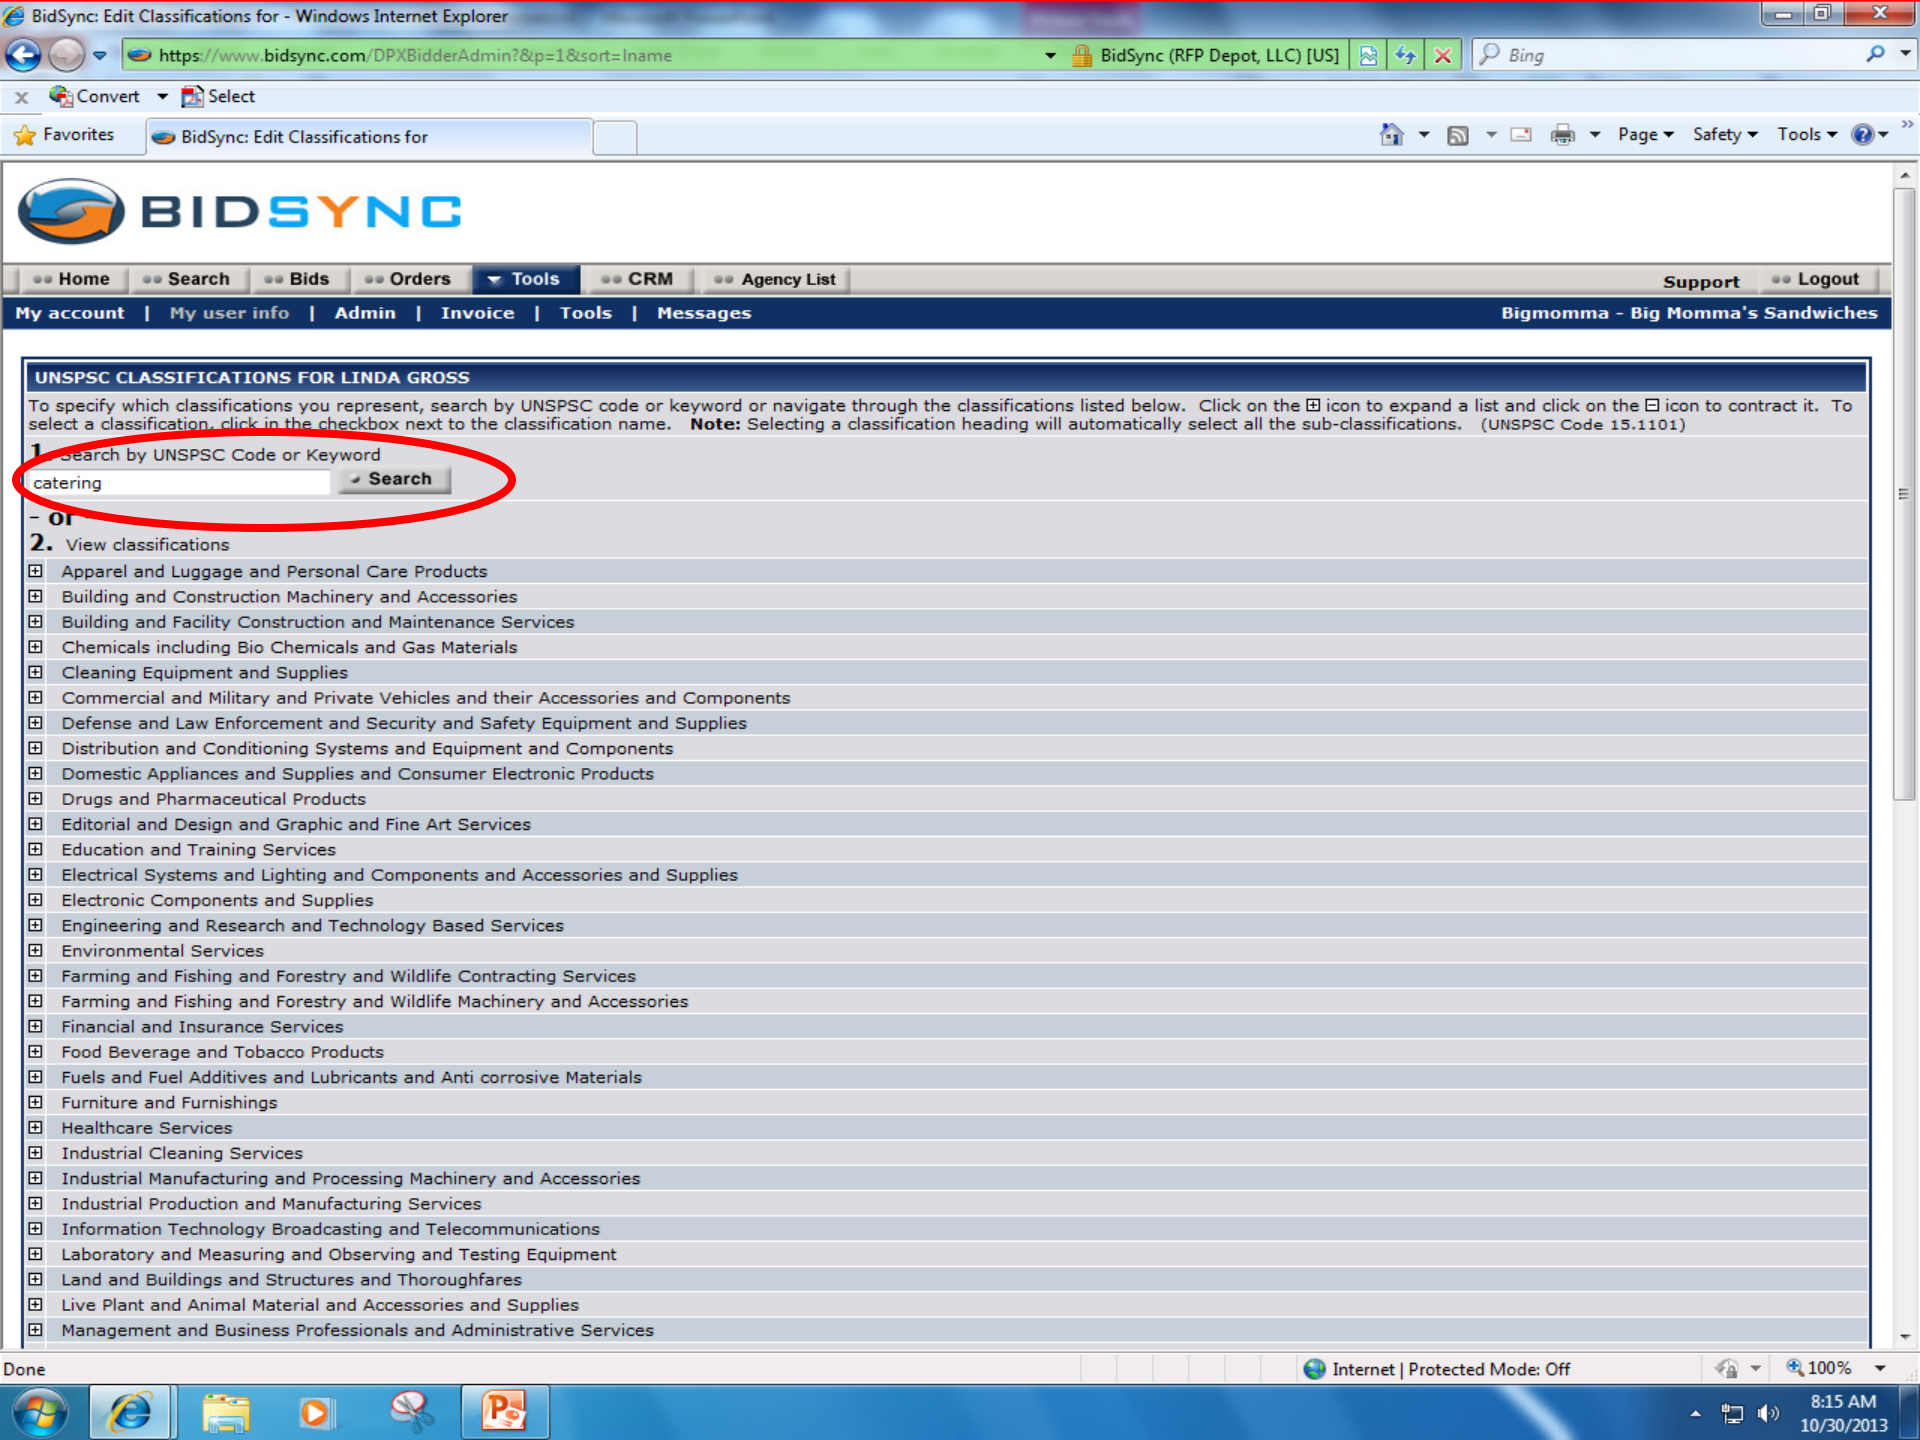 BidSync: Edit Classifications for - Windows Internet Explorer
https://www.bidsync.com/DPXBidderAdmin?&p=1&sort=lname
BidSync (RFP Depot, LLC) [US]
Bing
x Convert Select
Favorites
BidSync: Edit Classifications for
Page Safety Tools
BIDSYNC
Home Search Bids Orders Tools CRM Agency List
Support Logout
My account | My user info | Admin | Invoice | Tools | Messages
Bigmomma - Big Momma's Sandwiches
UNSPSC CLASSIFICATIONS FOR LINDA GROSS
To specify which classifications you represent, search by UNSPSC code or keyword or navigate through the classifications listed below. Click on the ⊞ icon to expand a list and click on the ⊟ icon to contract it. To
select a classification, click in the checkbox next to the classification name. Note: Selecting a classification heading will automatically select all the sub-classifications. (UNSPSC Code 15.1101)
1. Search by UNSPSC Code or Keyword
catering Search
- or
2. View classifications
Apparel and Luggage and Personal Care Products
Building and Construction Machinery and Accessories
Building and Facility Construction and Maintenance Services
Chemicals including Bio Chemicals and Gas Materials
Cleaning Equipment and Supplies
Commercial and Military and Private Vehicles and their Accessories and Components
Defense and Law Enforcement and Security and Safety Equipment and Supplies
Distribution and Conditioning Systems and Equipment and Components
Domestic Appliances and Supplies and Consumer Electronic Products
Drugs and Pharmaceutical Products
Editorial and Design and Graphic and Fine Art Services
Education and Training Services
Electrical Systems and Lighting and Components and Accessories and Supplies
Electronic Components and Supplies
Engineering and Research and Technology Based Services
Environmental Services
Farming and Fishing and Forestry and Wildlife Contracting Services
Farming and Fishing and Forestry and Wildlife Machinery and Accessories
Financial and Insurance Services
Food Beverage and Tobacco Products
Fuels and Fuel Additives and Lubricants and Anti corrosive Materials
Furniture and Furnishings
Healthcare Services
Industrial Cleaning Services
Industrial Manufacturing and Processing Machinery and Accessories
Industrial Production and Manufacturing Services
Information Technology Broadcasting and Telecommunications
Laboratory and Measuring and Observing and Testing Equipment
Land and Buildings and Structures and Thoroughfares
Live Plant and Animal Material and Accessories and Supplies
Management and Business Professionals and Administrative Services
Done
Internet | Protected Mode: Off
100%
8:15 AM
10/30/2013